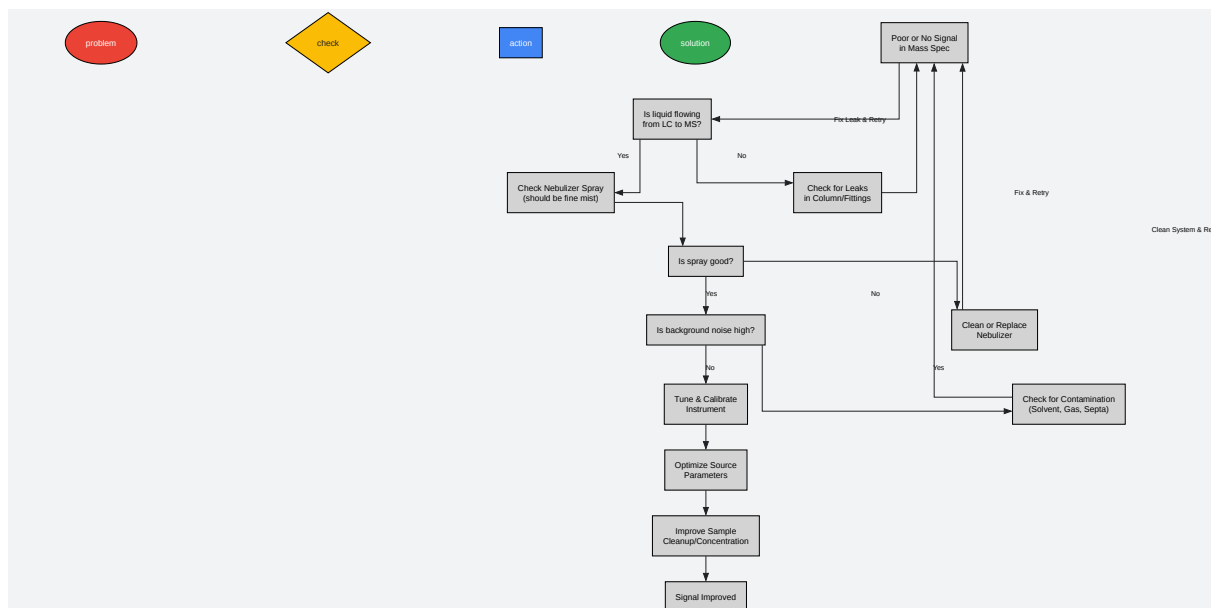 problem
check
action
solution
Poor or No Signal
in Mass Spec
Is liquid flowing
from LC to MS?
Fix Leak & Retry
Yes
No
Check Nebulizer Spray
(should be fine mist)
Check for Leaks
in Column/Fittings
Fix & Retry
Clean System & Re
Is spray good?
Yes
No
Is background noise high?
Clean or Replace
Nebulizer
No
Yes
Tune & Calibrate
Instrument
Check for Contamination
(Solvent, Gas, Septa)
Optimize Source
Parameters
Improve Sample
Cleanup/Concentration
Signal Improved